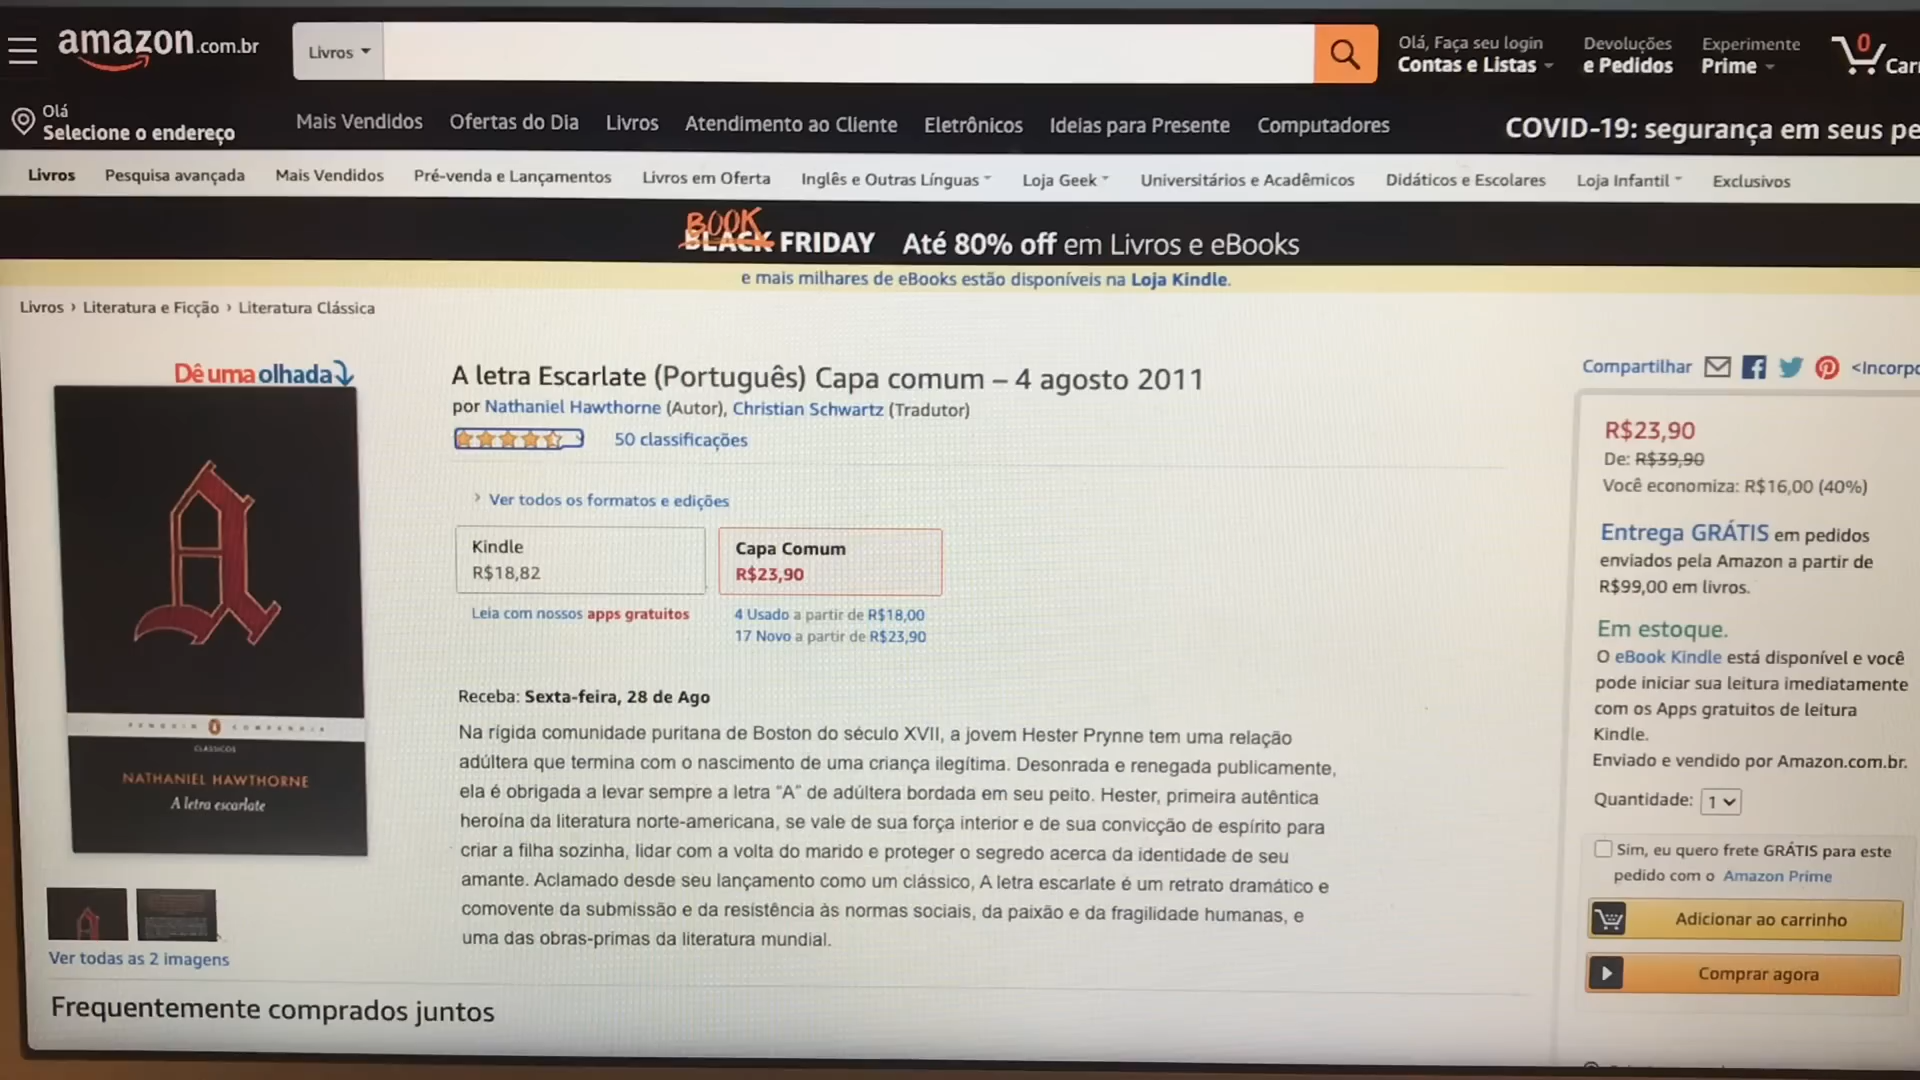 amazon.com.br
Livros
Olá, Faça seu login
Contas e Listas
Devoluções
e Pedidos
Experimente
Prime
0
Olá
Selecione o endereço
Mais Vendidos
Ofertas do Dia
Livros
Atendimento ao Cliente
Eletrônicos
Ideias para Presente
Computadores
COVID-19: segurança em seus
Livros
Pesquisa avançada
Mais Vendidos
Pré-venda e Lançamentos
Livros em Oferta
Inglês e Outras Línguas
Loja Geek
Universitários e Acadêmicos
Didáticos e Escolares
Loja Infantil
Exclusivos
BOOK
BLACK FRIDAY Até 80% off em Livros e eBooks
e mais milhares de eBooks estão disponíveis na Loja Kindle.
Livros › Literatura e Ficção › Literatura Clássica
Dê uma olhada
A letra Escarlate (Português) Capa comum – 4 agosto 2011
por Nathaniel Hawthorne (Autor), Christian Schwartz (Tradutor)
50 classificações
› Ver todos os formatos e edições
Kindle
R$18,82
Capa Comum
R$23,90
Leia com nossos apps gratuitos
4 Usado a partir de R$18,00
17 Novo a partir de R$23,90
Receba: Sexta-feira, 28 de Ago
Na rígida comunidade puritana de Boston do século XVII, a jovem Hester Prynne tem uma relação
adúltera que termina com o nascimento de uma criança ilegítima. Desonrada e renegada publicamente,
ela é obrigada a levar sempre a letra “A” de adúltera bordada em seu peito. Hester, primeira autêntica
heroína da literatura norte-americana, se vale de sua força interior e de sua convicção de espírito para
criar a filha sozinha, lidar com a volta do marido e proteger o segredo acerca da identidade de seu
amante. Aclamado desde seu lançamento como um clássico, A letra escarlate é um retrato dramático e
comovente da submissão e da resistência às normas sociais, da paixão e da fragilidade humanas, e
uma das obras-primas da literatura mundial.
A
PENGUIN COMPANHIA
CLÁSSICOS
NATHANIEL HAWTHORNE
A letra escarlate
Ver todas as 2 imagens
Frequentemente comprados juntos
Compartilhar
R$23,90
De: R$39,90
Você economiza: R$16,00 (40%)
Entrega GRÁTIS em pedidos
enviados pela Amazon a partir de
R$99,00 em livros.
Em estoque.
O eBook Kindle está disponível e você
pode iniciar sua leitura imediatamente
com os Apps gratuitos de leitura
Kindle.
Enviado e vendido por Amazon.com.br.
Quantidade: 1
Sim, eu quero frete GRÁTIS para este
pedido com o Amazon Prime
Adicionar ao carrinho
Comprar agora